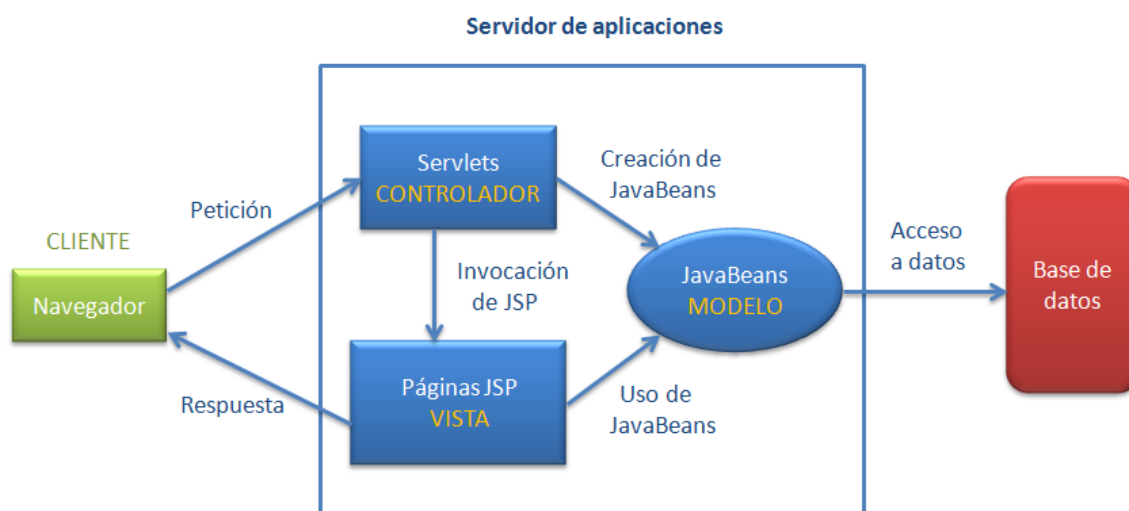 Servidor de aplicaciones
Servlets
CONTROLADOR
Creación de
JavaBeans
Petición
CLIENTE
Navegador
Invocación
de JSP
JavaBeans
MODELO
Acceso
a datos
Base de
datos
Páginas JSP
VISTA
Respuesta
Uso de
JavaBeans